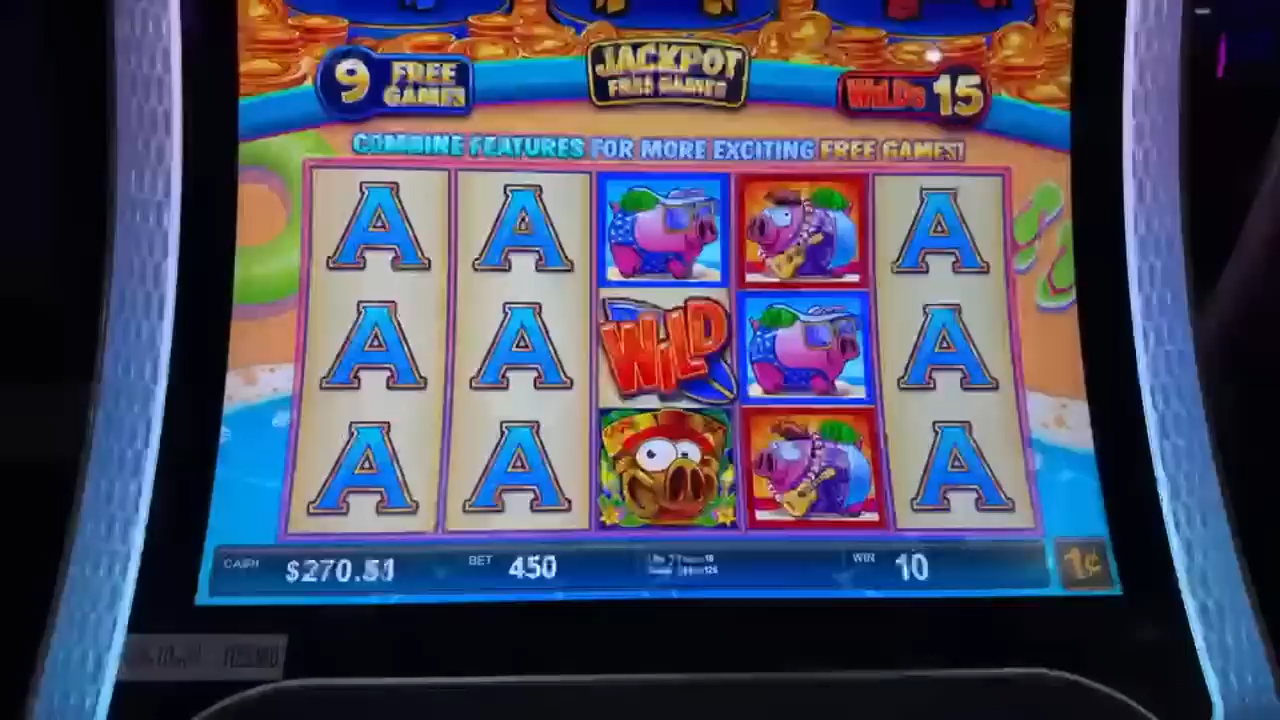 9 FREE GAMES
JACKPOT FREE GAMES
WILDS 15
COMBINE FEATURES FOR MORE EXCITING FREE GAMES!
A A A
A A WILD A
A A A
CASH $270.51 BET 450 WIN 10 1¢